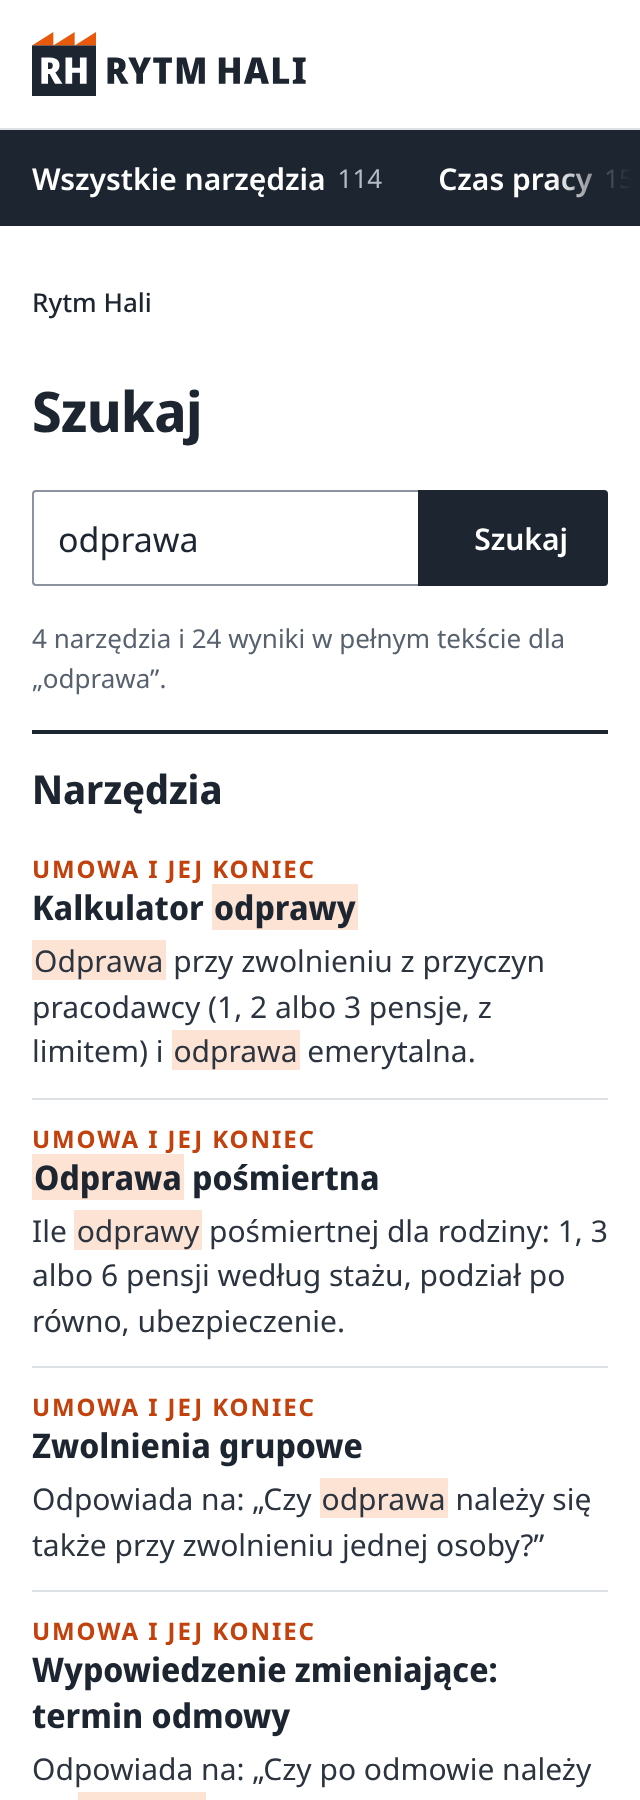 RH RYTM HALI
Wszystkie narzędzia 114 Czas pracy 15
Rytm Hali
Szukaj
odprawa Szukaj
4 narzędzia i 24 wyniki w pełnym tekście dla
„odprawa”.
Narzędzia
UMOWA I JEJ KONIEC
Kalkulator odprawy
Odprawa przy zwolnieniu z przyczyn
pracodawcy (1, 2 albo 3 pensje, z
limitem) i odprawa emerytalna.
UMOWA I JEJ KONIEC
Odprawa pośmiertna
Ile odprawy pośmiertnej dla rodziny: 1, 3
albo 6 pensji według stażu, podział po
równo, ubezpieczenie.
UMOWA I JEJ KONIEC
Zwolnienia grupowe
Odpowiada na: „Czy odprawa należy się
także przy zwolnieniu jednej osoby?”
UMOWA I JEJ KONIEC
Wypowiedzenie zmieniające:
termin odmowy
Odpowiada na: „Czy po odmowie należy